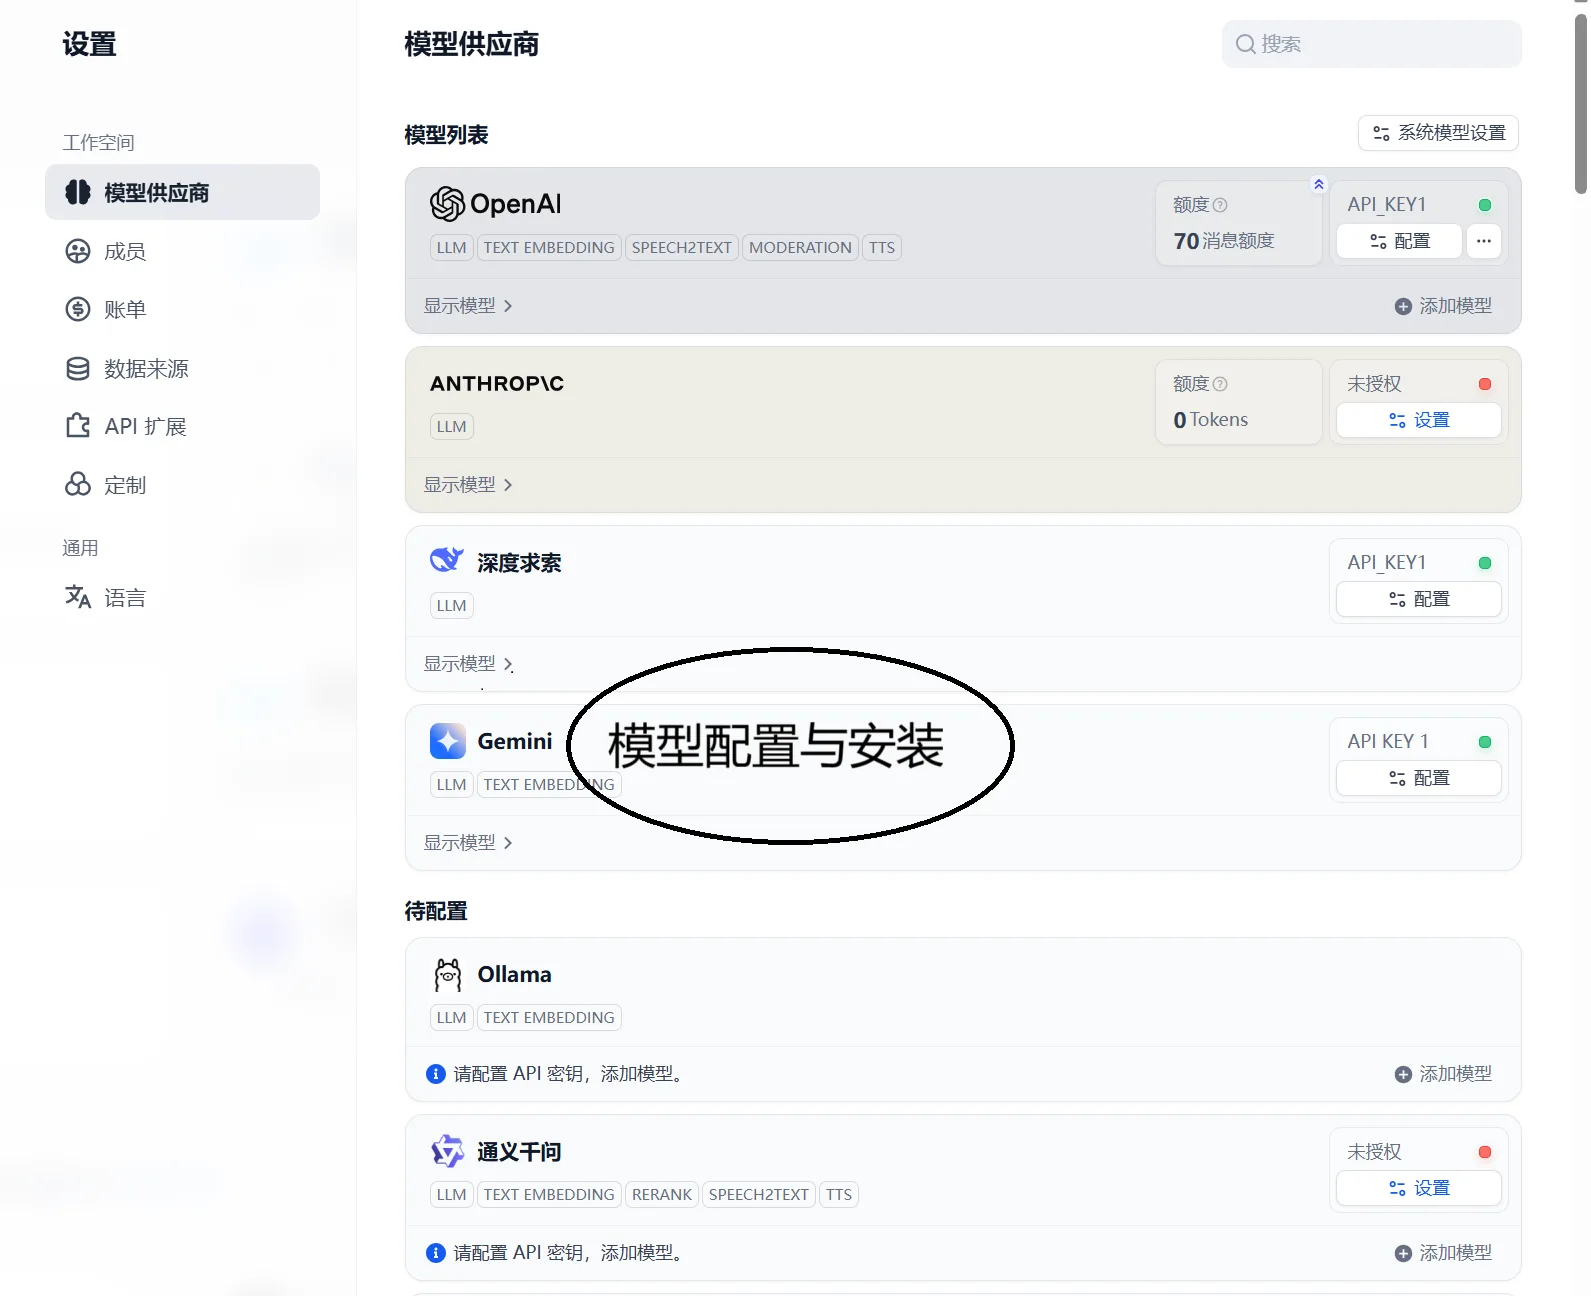 设置
工作空间
模型供应商
成员
账单
数据来源
API 扩展
定制
通用
语言
模型供应商
搜索
模型列表
系统模型设置
OpenAI
LLM TEXT EMBEDDING SPEECH2TEXT MODERATION TTS
额度
70 消息额度
API_KEY1
配置
显示模型
添加模型
ANTHROP\C
LLM
额度
0 Tokens
未授权
设置
显示模型
深度求索
LLM
API_KEY1
配置
显示模型
Gemini
LLM TEXT EMBEDDING
模型配置与安装
API KEY 1
配置
显示模型
待配置
Ollama
LLM TEXT EMBEDDING
请配置 API 密钥，添加模型。
添加模型
通义千问
LLM TEXT EMBEDDING RERANK SPEECH2TEXT TTS
未授权
设置
请配置 API 密钥，添加模型。
添加模型